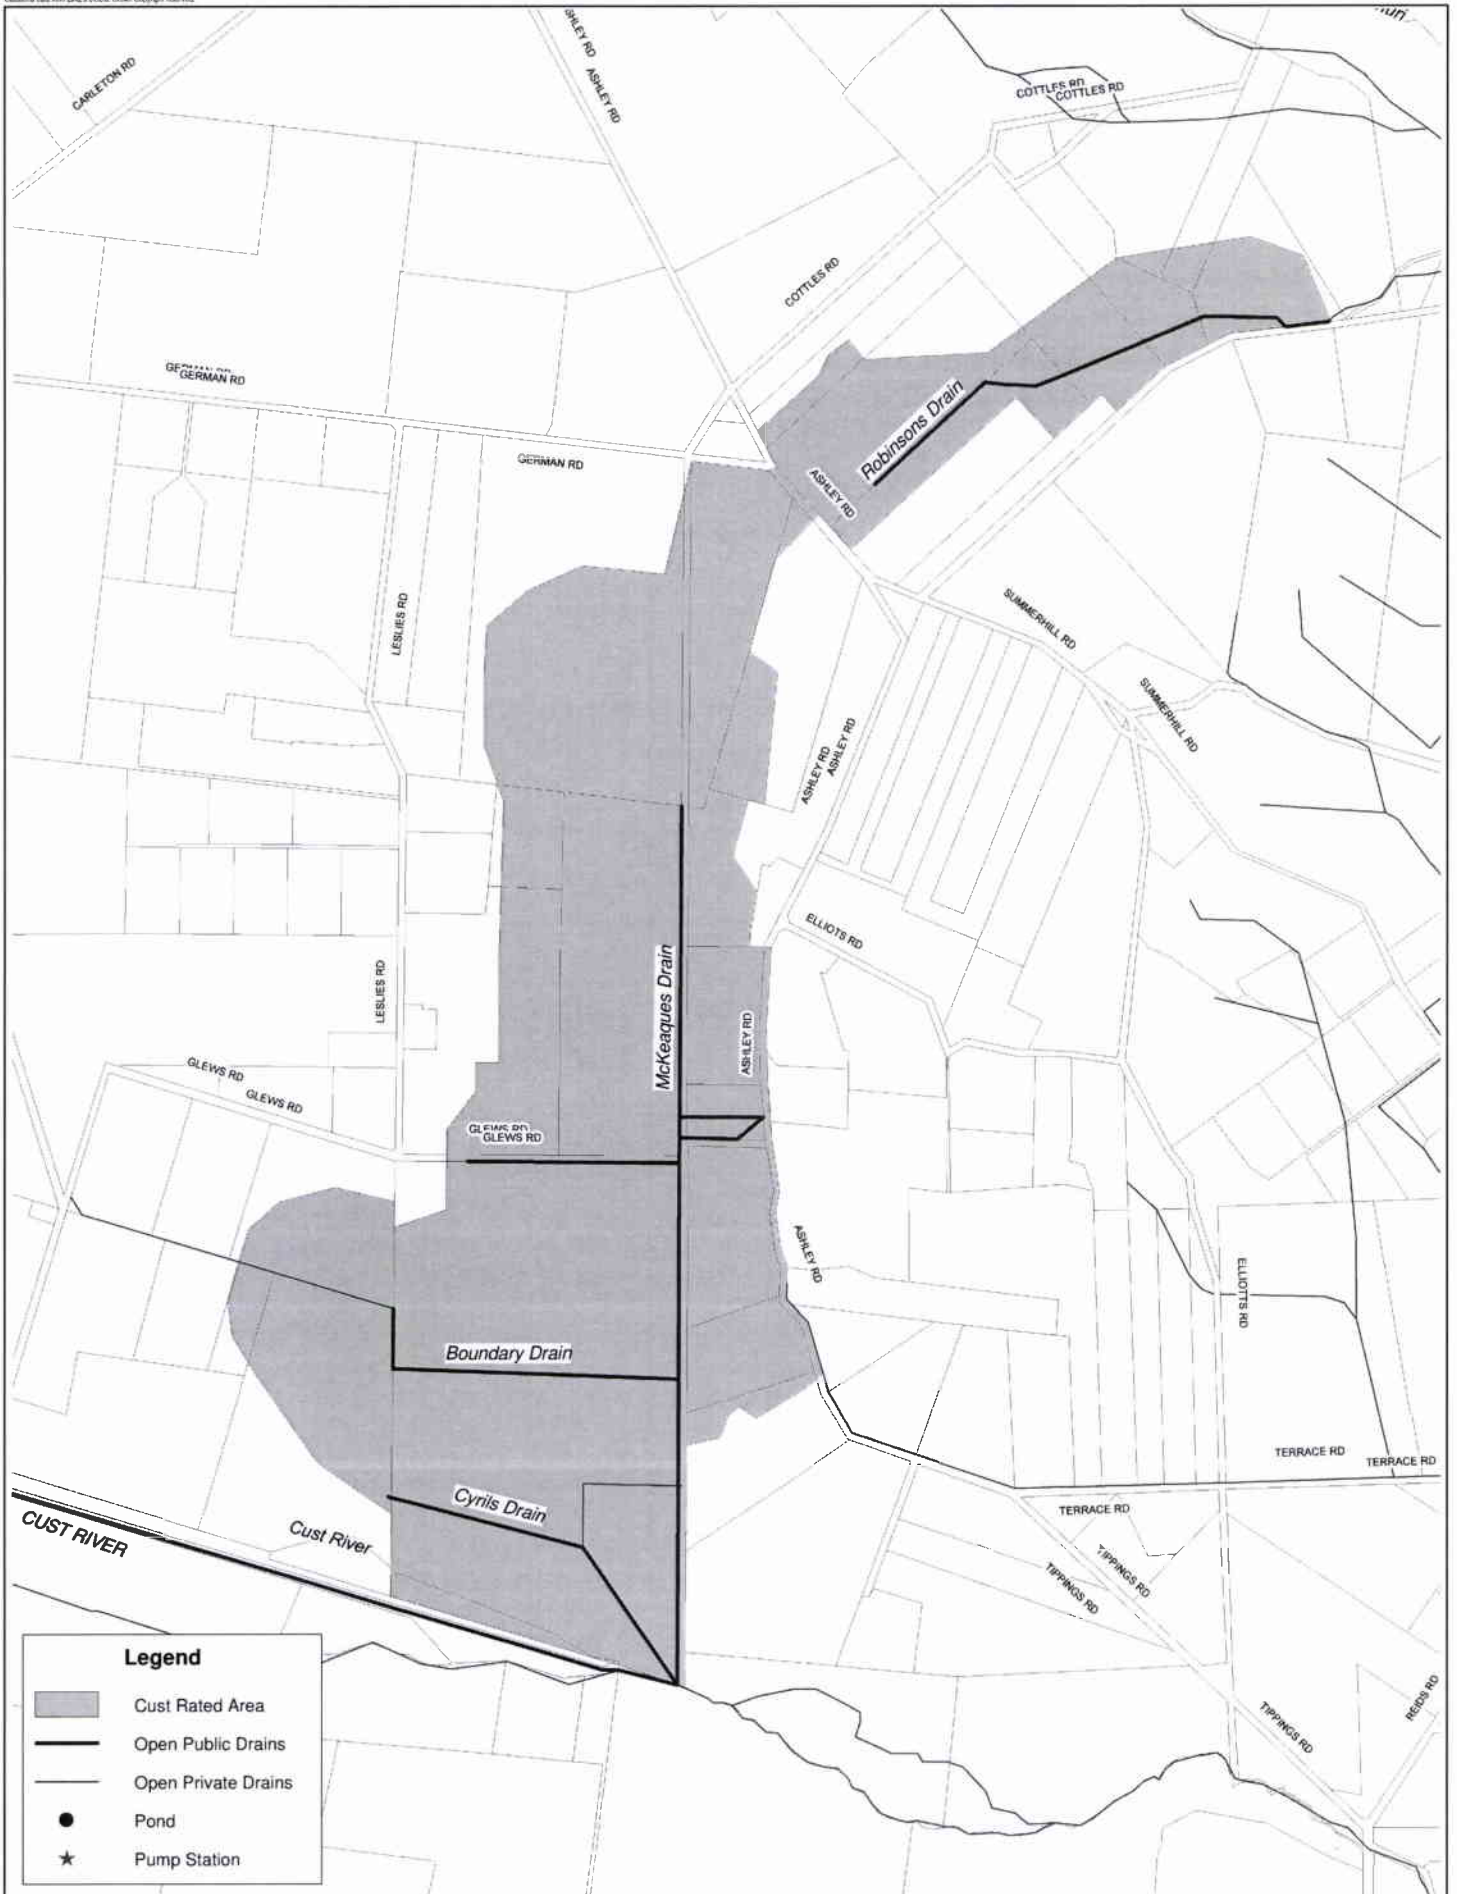 ASHLEY RD
CARLETON RD
COTTLES RD
COTTLES RD
COTTLES RD
GERMAN RD
GERMAN RD
Robinsons Drain
ASHLEY RD
LESLIES RD
SUMMERHILL RD
SUMMERHILL RD
ASHLEY RD
ASHLEY RD
ELLIOTS RD
McKeaques Drain
LESLIES RD
ASHLEY RD
GLEWS RD
GLEWS RD
GLEWS RD
GLEWS RD
ASHLEY RD
ELLIOTTS RD
Boundary Drain
TERRACE RD
TERRACE RD
Cyrils Drain
TERRACE RD
CUST RIVER
Cust River
TIPPINGS RD
TIPPINGS RD
TIPPINGS RD
REIDS RD
Legend
Cust Rated Area
Open Public Drains
Open Private Drains
Pond
Pump Station